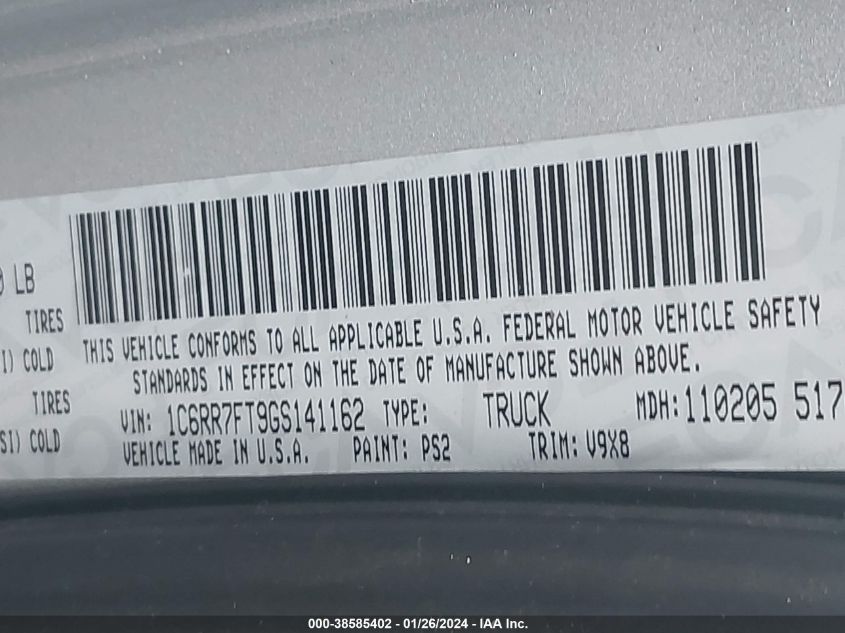 LB
TIRES
COLD
THIS VEHICLE CONFORMS TO ALL APPLICABLE U.S.A. FEDERAL MOTOR VEHICLE SAFETY
STANDARDS IN EFFECT ON THE DATE OF MANUFACTURE SHOWN ABOVE.
TIRES
COLD
VIN: 1C6RR7FT9GS141162 TYPE: TRUCK MDH: 110205 517
VEHICLE MADE IN U.S.A. PAINT: PS2 TRIM: V9X8
000-38585402 - 01/26/2024 - IAA Inc.